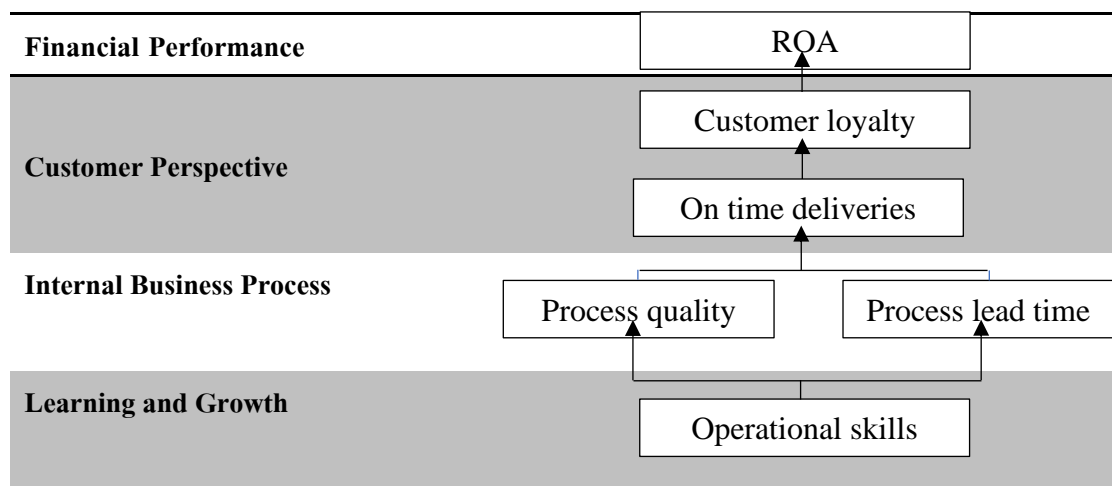 Financial Performance
ROA
Customer loyalty
Customer Perspective
On time deliveries
Internal Business Process
Process quality
Process lead time
Learning and Growth
Operational skills